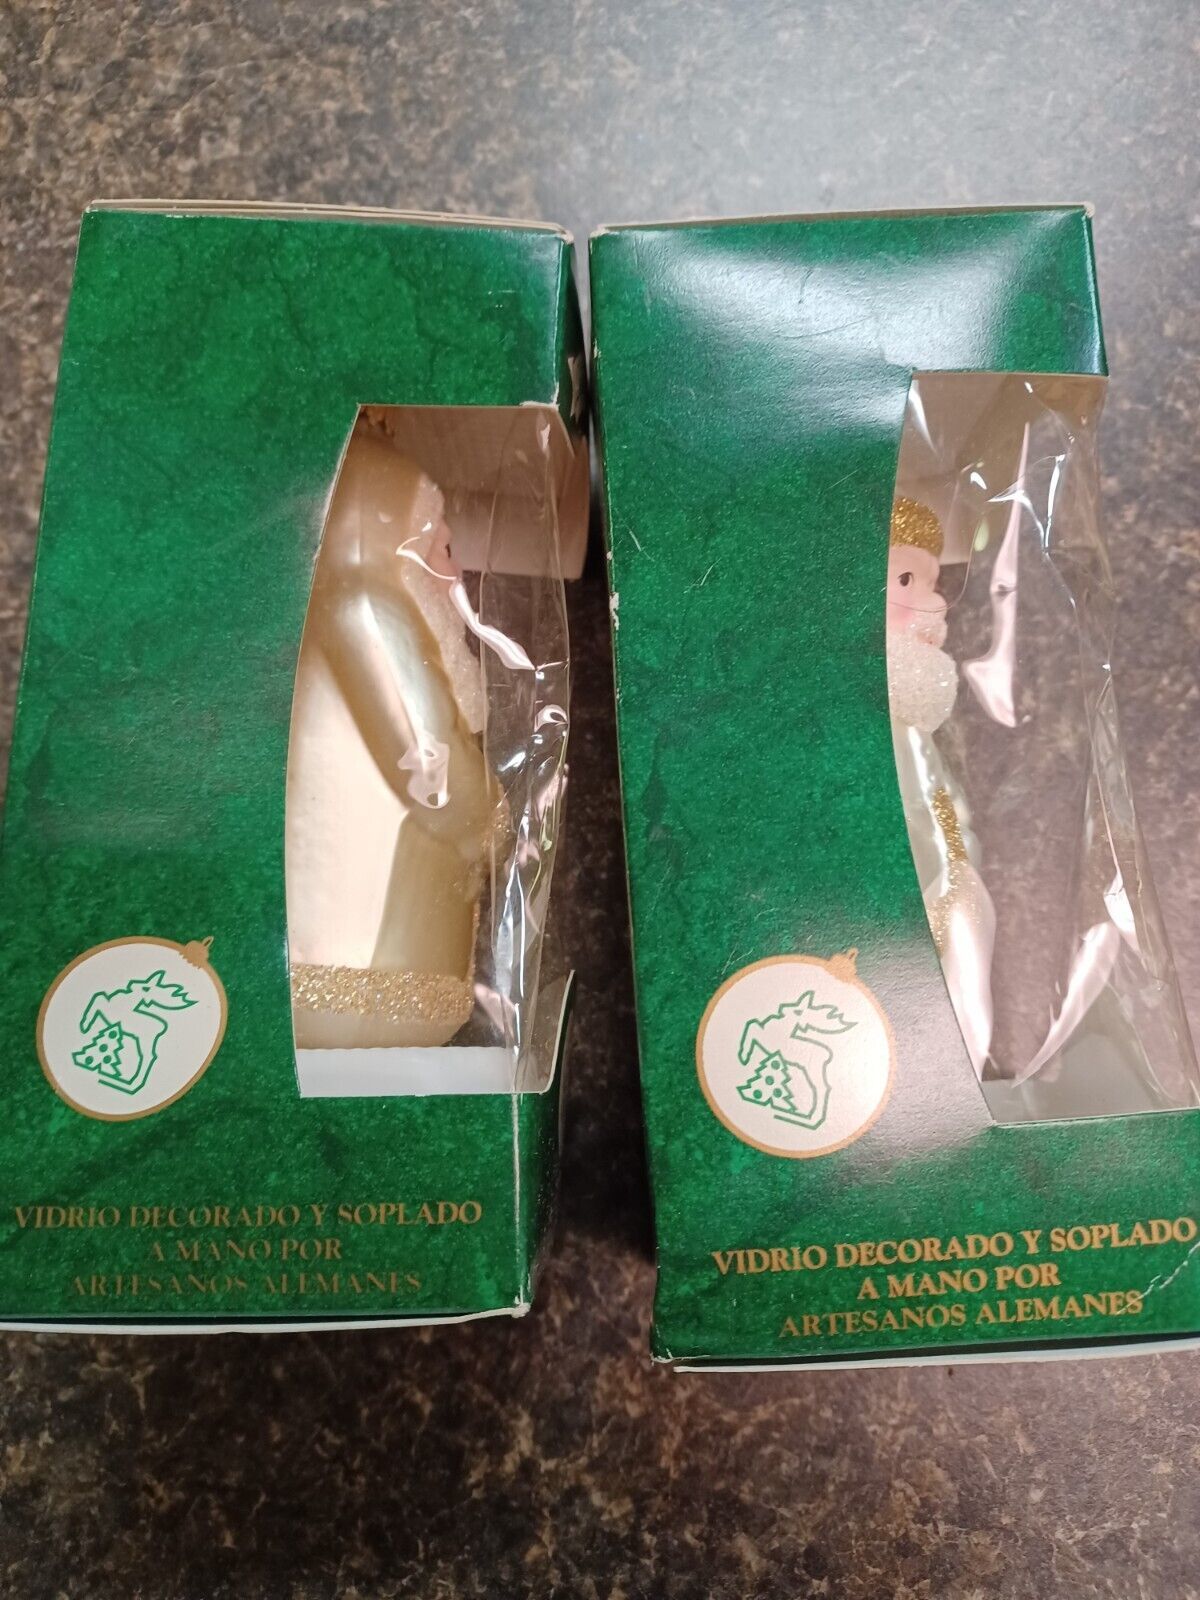 VIDRIO DECORADO Y SOPLADO
A MANO POR
ARTESANOS ALEMANES
VIDRIO DECORADO Y SOPLADO
A MANO POR
ARTESANOS ALEMANES